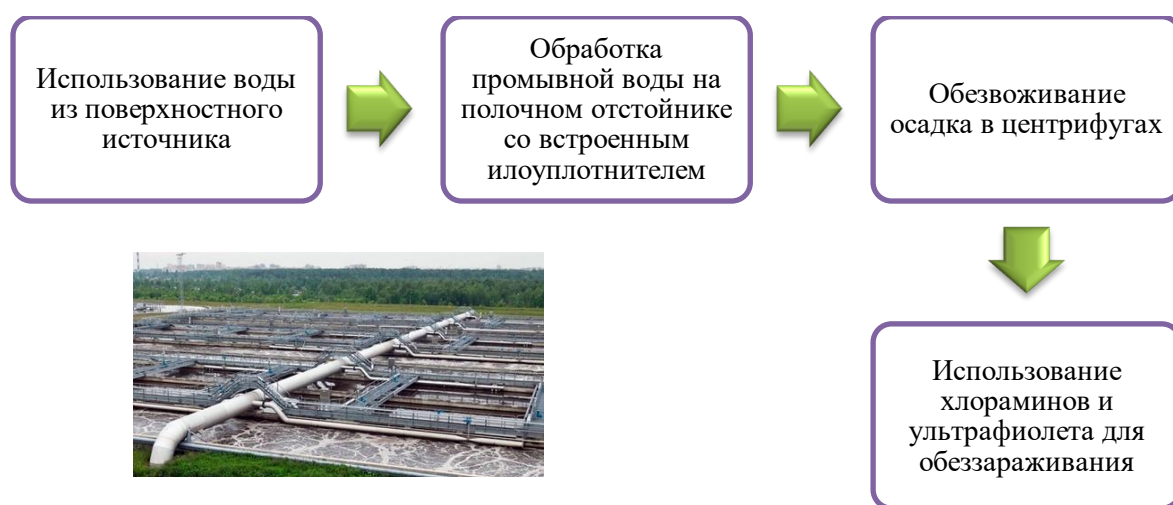 Использование воды
из поверхностного
источника
Обработка
промывной воды на
полочном отстойнике
со встроенным
илоуплотнителем
Обезвоживание
осадка в центрифугах
Использование
хлораминов и
ультрафиолета для
обеззараживания